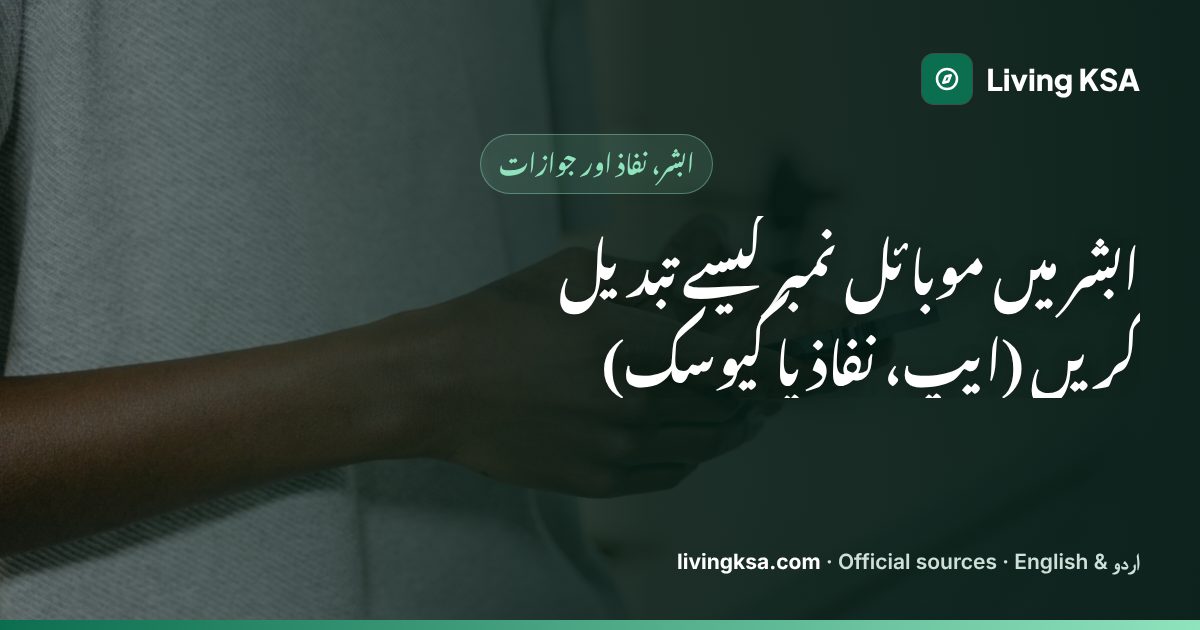 Living KSA
ابشر، نفاذ اور جوازات
ابشر میں موبائل نمبر کیسے تبدیل
کریں (ایپ، نفاذ یا کیوسک)
livingksa.com · Official sources · English & اردو